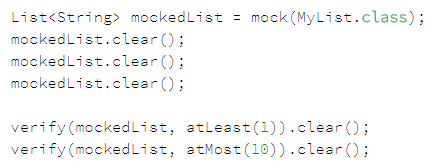 List<String> mockedList = mock(MyList.class);
mockedList.clear();
mockedList.clear();
mockedList.clear();

verify(mockedList, atLeast(1)).clear();
verify(mockedList, atMost(10)).clear();